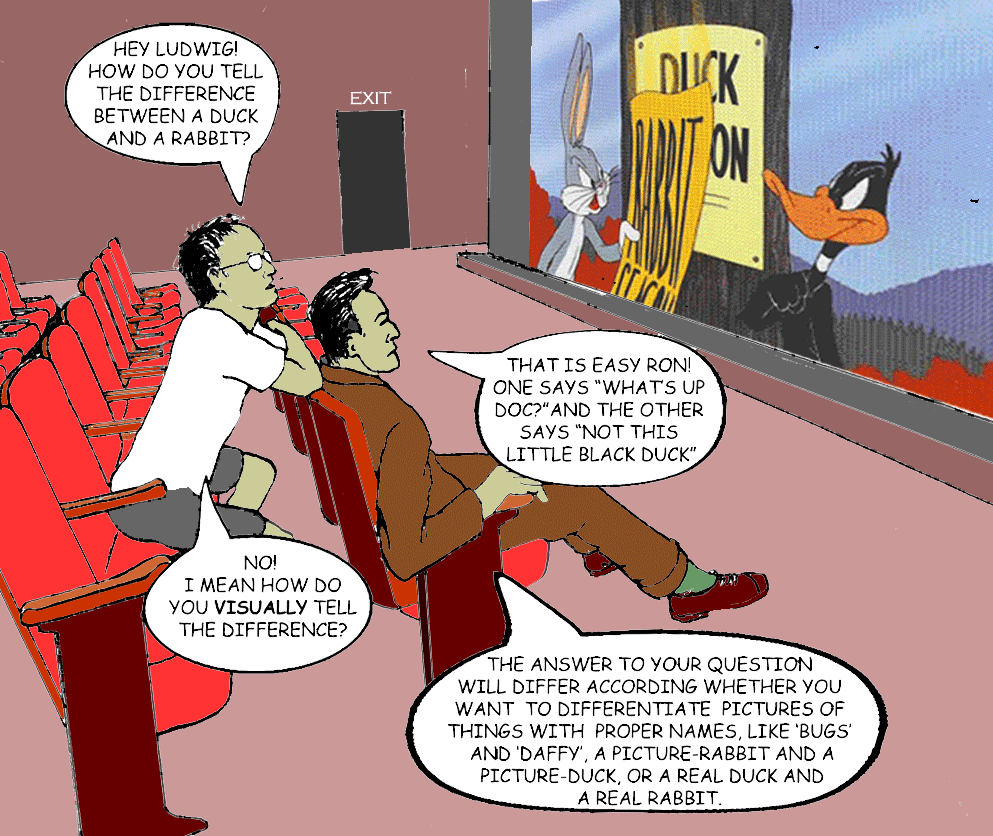 HEY LUDWIG!
HOW DO YOU TELL
THE DIFFERENCE
BETWEEN A DUCK
AND A RABBIT?
EXIT
DUCK
RABBIT
ON
THAT IS EASY RON!
ONE SAYS "WHAT'S UP
DOC?"AND THE OTHER
SAYS "NOT THIS
LITTLE BLACK DUCK"
NO!
I MEAN HOW DO
YOU VISUALLY TELL
THE DIFFERENCE?
THE ANSWER TO YOUR QUESTION
WILL DIFFER ACCORDING WHETHER YOU
WANT TO DIFFERENTIATE PICTURES OF
THINGS WITH PROPER NAMES, LIKE 'BUGS'
AND 'DAFFY', A PICTURE-RABBIT AND A
PICTURE-DUCK, OR A REAL DUCK AND
A REAL RABBIT.